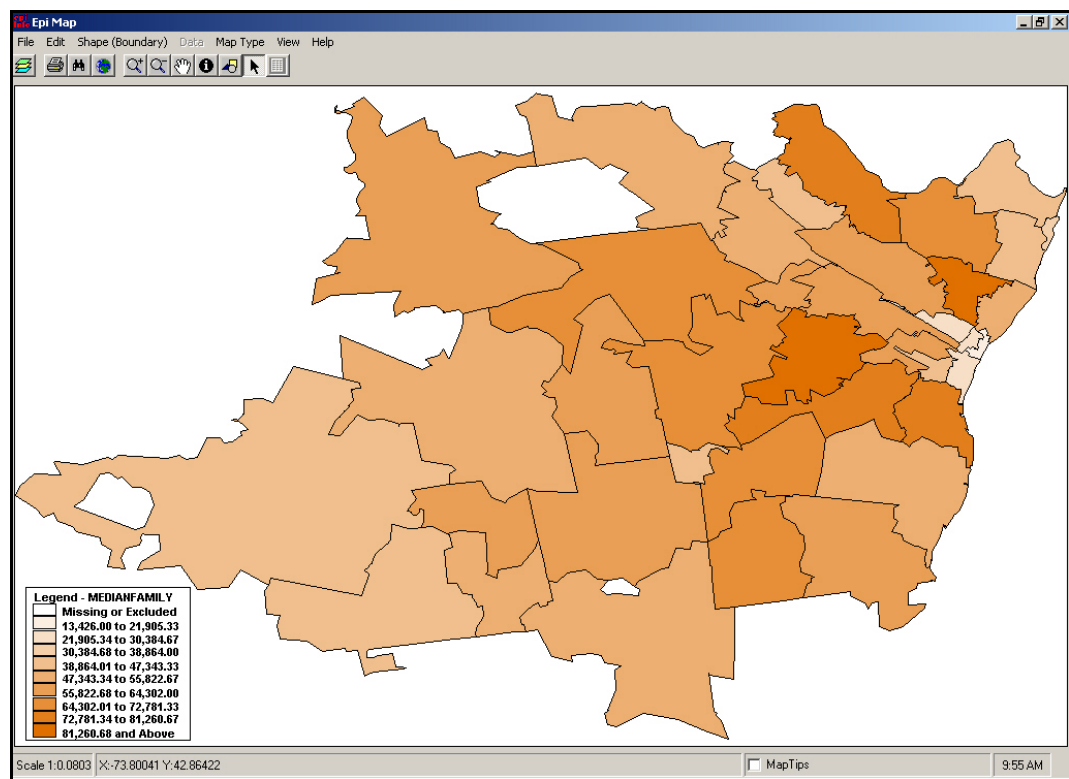 Epi Info Epi Map
File Edit Shape (Boundary) Data Map Type View Help
Legend - MEDIANFAMILY
Missing or Excluded
13,426.00 to 21,905.33
21,905.34 to 30,384.67
30,384.68 to 38,864.00
38,864.01 to 47,343.33
47,343.34 to 55,822.67
55,822.68 to 64,302.00
64,302.01 to 72,781.33
72,781.34 to 81,260.67
81,260.68 and Above
Scale 1:0.0803 X:-73.80041 Y:42.86422 MapTips 9:55 AM